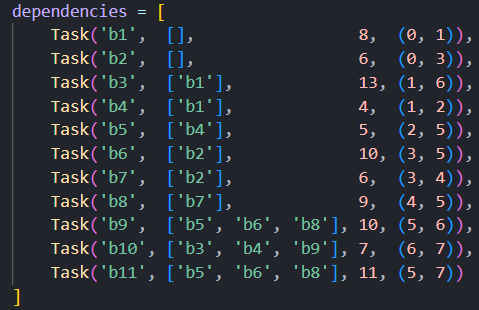 dependencies = [
    Task('b1',  [],                 8,  (0, 1)),
    Task('b2',  [],                 6,  (0, 3)),
    Task('b3',  ['b1'],             13, (1, 6)),
    Task('b4',  ['b1'],             4,  (1, 2)),
    Task('b5',  ['b4'],             5,  (2, 5)),
    Task('b6',  ['b2'],             10, (3, 5)),
    Task('b7',  ['b2'],             6,  (3, 4)),
    Task('b8',  ['b7'],             9,  (4, 5)),
    Task('b9',  ['b5', 'b6', 'b8'], 10, (5, 6)),
    Task('b10', ['b3', 'b4', 'b9'], 7,  (6, 7)),
    Task('b11', ['b5', 'b6', 'b8'], 11, (5, 7))
]